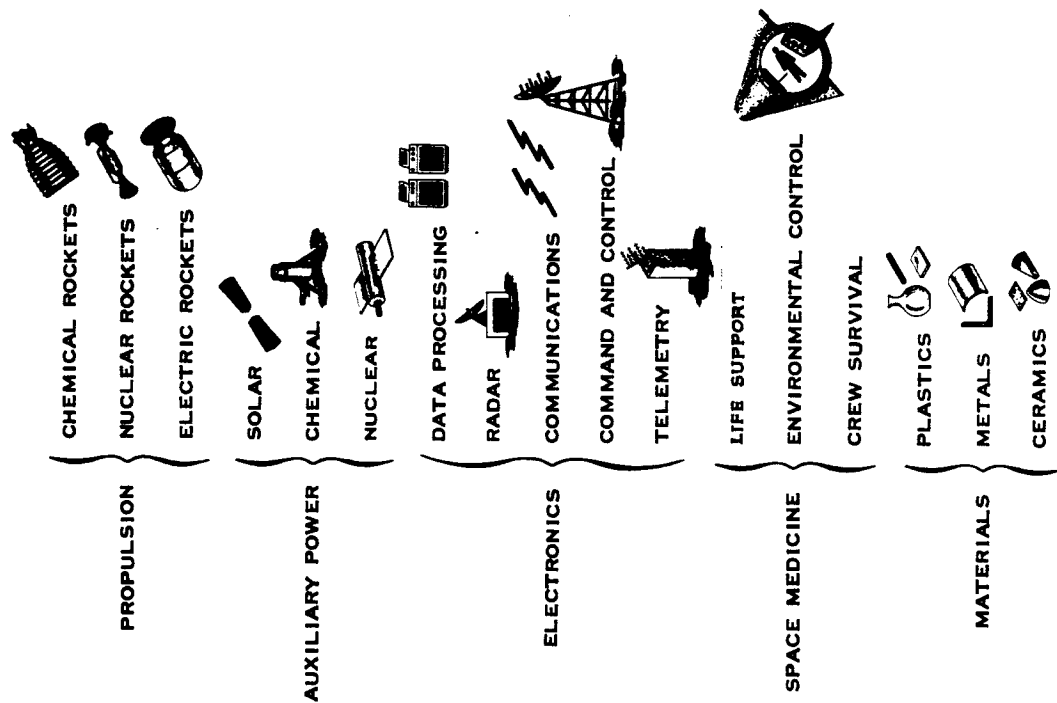 PROPULSION
CHEMICAL ROCKETS
NUCLEAR ROCKETS
ELECTRIC ROCKETS
AUXILIARY POWER
SOLAR
CHEMICAL
NUCLEAR
ELECTRONICS
DATA PROCESSING
RADAR
COMMUNICATIONS
COMMAND AND CONTROL
TELEMETRY
SPACE MEDICINE
LIFE SUPPORT
ENVIRONMENTAL CONTROL
CREW SURVIVAL
MATERIALS
PLASTICS
METALS
CERAMICS